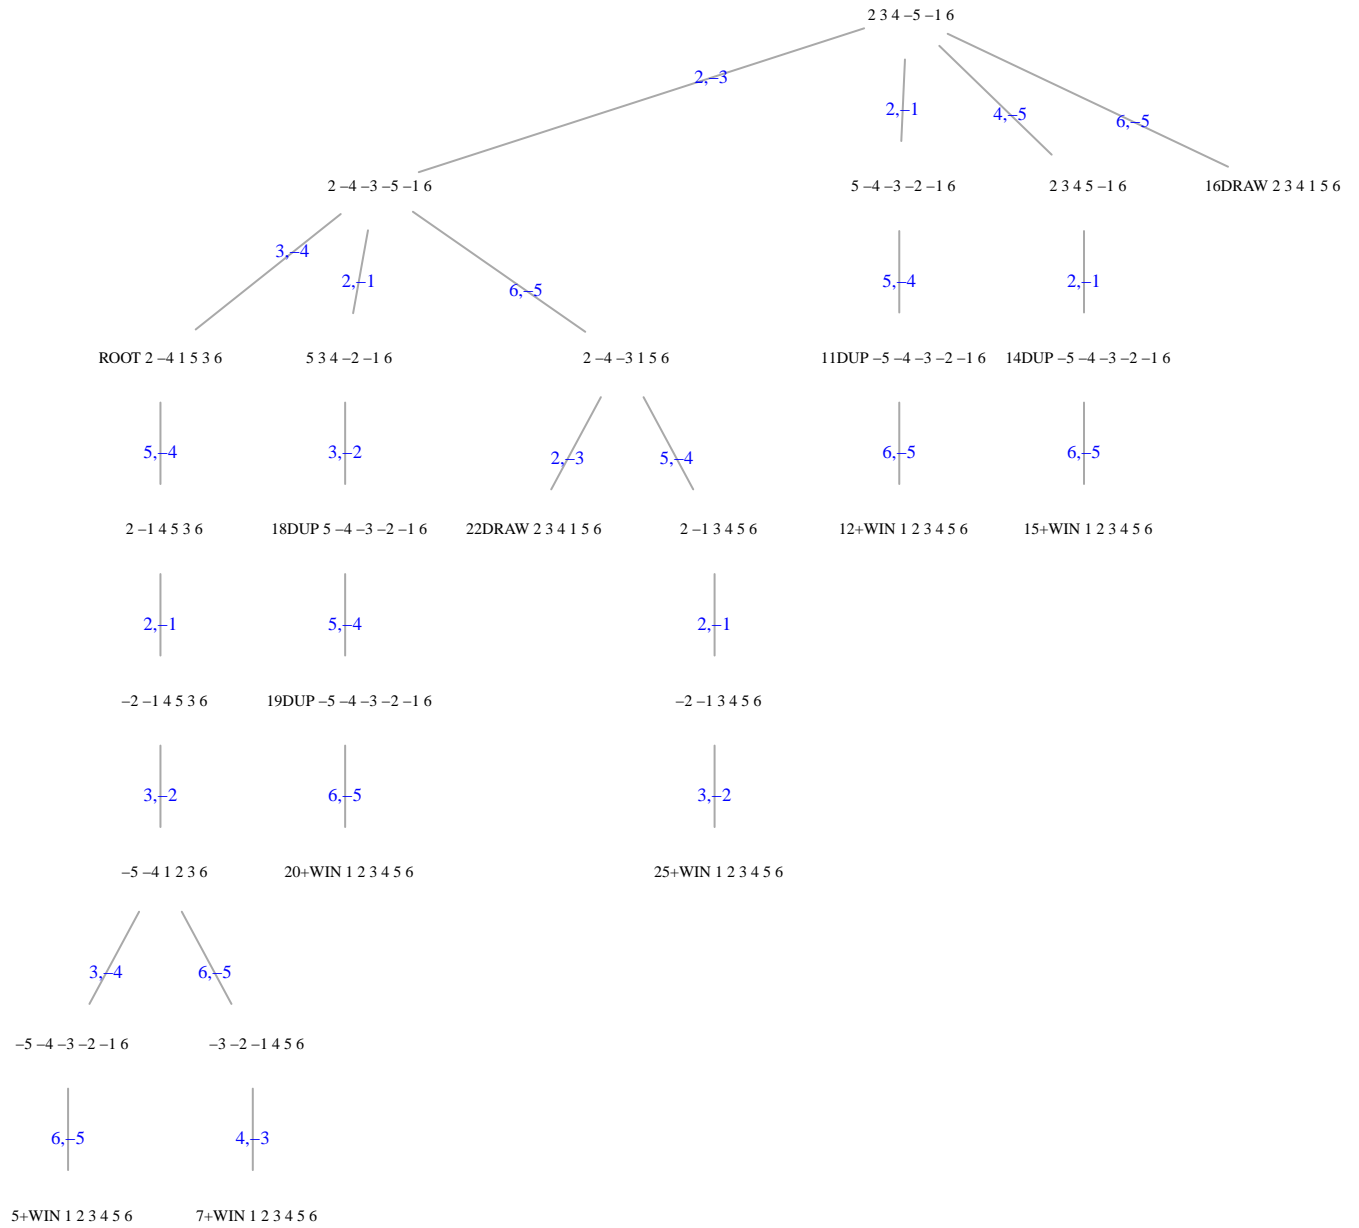 2 3 4 –5 –1 6
2,–3
2,–1
4,–5
6,–5
2 –4 –3 –5 –1 6
5 –4 –3 –2 –1 6
2 3 4 5 –1 6
16DRAW 2 3 4 1 5 6
3,–4
2,–1
6,–5
5,–4
2,–1
ROOT 2 –4 1 5 3 6
5 3 4 –2 –1 6
2 –4 –3 1 5 6
11DUP –5 –4 –3 –2 –1 6
14DUP –5 –4 –3 –2 –1 6
5,–4
3,–2
2,–3
5,–4
6,–5
6,–5
2 –1 4 5 3 6
18DUP 5 –4 –3 –2 –1 6
22DRAW 2 3 4 1 5 6
2 –1 3 4 5 6
12+WIN 1 2 3 4 5 6
15+WIN 1 2 3 4 5 6
2,–1
5,–4
2,–1
–2 –1 4 5 3 6
19DUP –5 –4 –3 –2 –1 6
–2 –1 3 4 5 6
3,–2
6,–5
3,–2
–5 –4 1 2 3 6
20+WIN 1 2 3 4 5 6
25+WIN 1 2 3 4 5 6
3,–4
6,–5
–5 –4 –3 –2 –1 6
–3 –2 –1 4 5 6
6,–5
4,–3
5+WIN 1 2 3 4 5 6
7+WIN 1 2 3 4 5 6